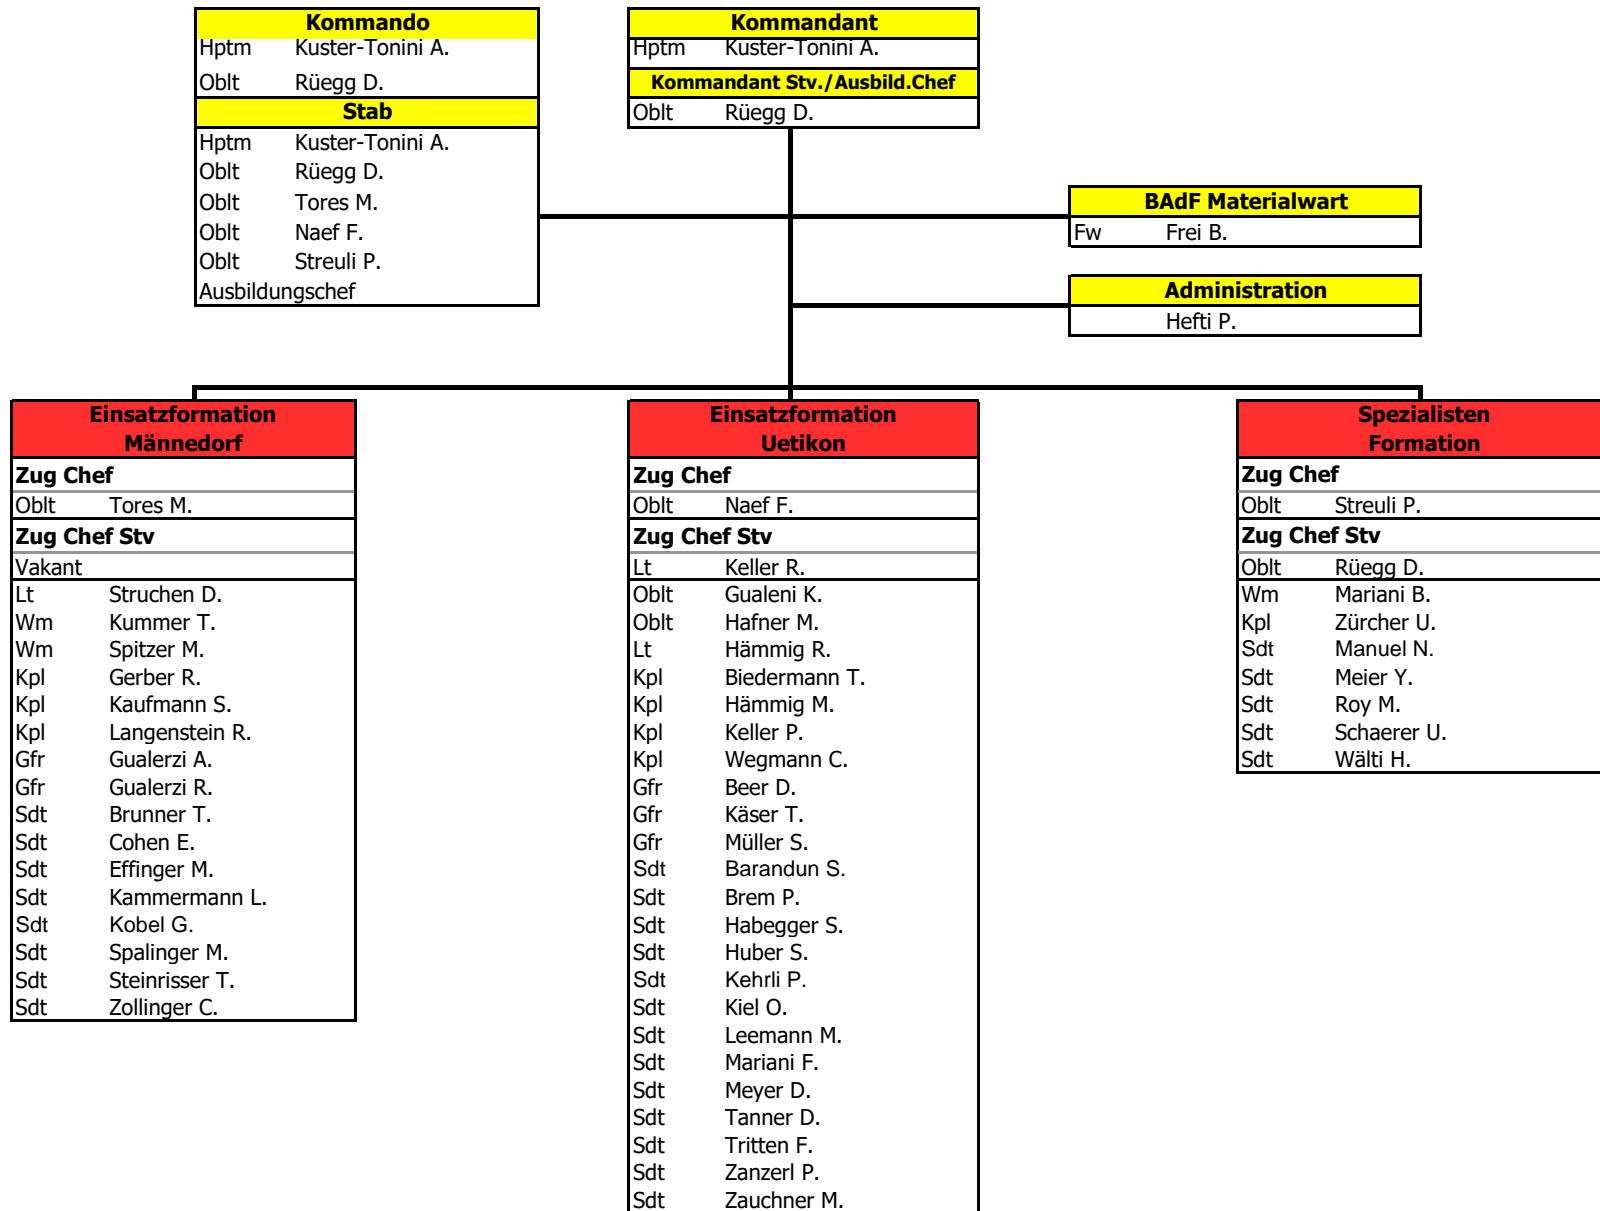 Kommando
Hptm Kuster-Tonini A.
Oblt Rüegg D.
Stab
Hptm Kuster-Tonini A.
Oblt Rüegg D.
Oblt Tores M.
Oblt Naef F.
Oblt Streuli P.
Ausbildungschef
Kommandant
Hptm Kuster-Tonini A.
Kommandant Stv./Ausbild.Chef
Oblt Rüegg D.
BAdF Materialwart
Fw Frei B.
Administration
Hefti P.
Einsatzformation
Männedorf
Zug Chef
Oblt Tores M.
Zug Chef Stv
Vakant
Lt Struchen D.
Wm Kummer T.
Wm Spitzer M.
Kpl Gerber R.
Kpl Kaufmann S.
Kpl Langenstein R.
Gfr Gualerzi A.
Gfr Gualerzi R.
Sdt Brunner T.
Sdt Cohen E.
Sdt Effinger M.
Sdt Kammermann L.
Sdt Kobel G.
Sdt Spalinger M.
Sdt Steinrisser T.
Sdt Zollinger C.
Einsatzformation
Uetikon
Zug Chef
Oblt Naef F.
Zug Chef Stv
Lt Keller R.
Oblt Gualeni K.
Oblt Hafner M.
Lt Hämmig R.
Kpl Biedermann T.
Kpl Hämmig M.
Kpl Keller P.
Kpl Wegmann C.
Gfr Beer D.
Gfr Käser T.
Gfr Müller S.
Sdt Barandun S.
Sdt Brem P.
Sdt Habegger S.
Sdt Huber S.
Sdt Kehrli P.
Sdt Kiel O.
Sdt Leemann M.
Sdt Mariani F.
Sdt Meyer D.
Sdt Tanner D.
Sdt Tritten F.
Sdt Zanzerl P.
Sdt Zauchner M.
Spezialisten
Formation
Zug Chef
Oblt Streuli P.
Zug Chef Stv
Oblt Rüegg D.
Wm Mariani B.
Kpl Zürcher U.
Sdt Manuel N.
Sdt Meier Y.
Sdt Roy M.
Sdt Schaerer U.
Sdt Wälti H.